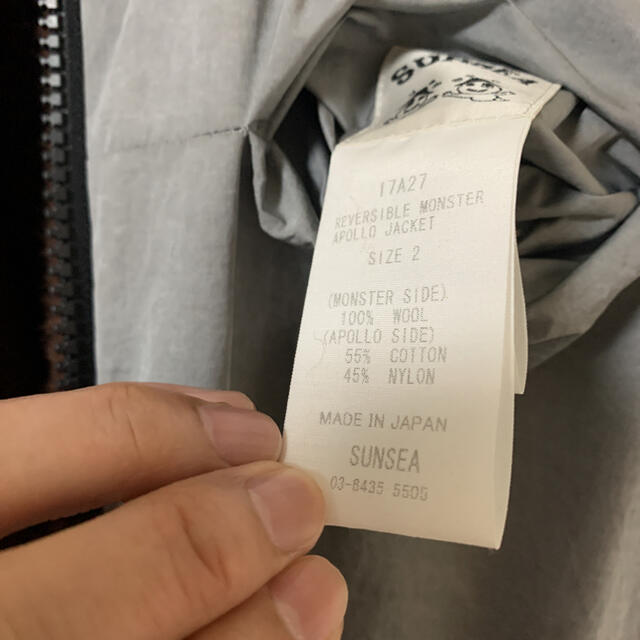 SUNSEA
17A27
REVERSIBLE MONSTER
APOLLO JACKET
SIZE 2
(MONSTER SIDE)
100% WOOL
(APOLLO SIDE)
55% COTTON
45% NYLON
MADE IN JAPAN
SUNSEA
03-8435 5505